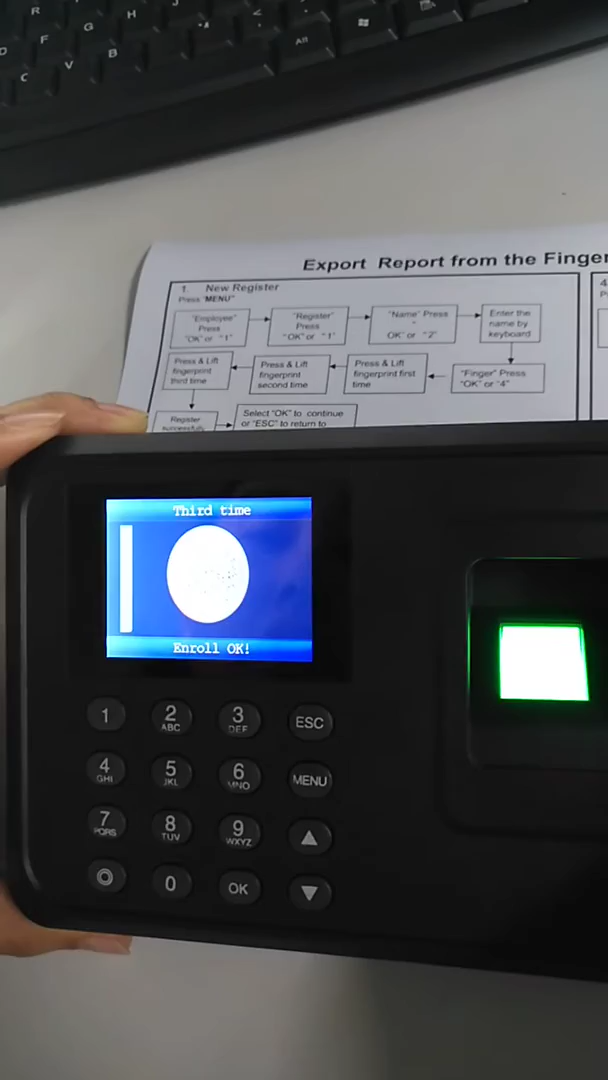 R
G
H
J
D
F
C
V
B
Alt
Export Report from the Finger
1. New Register
Press "MENU"
"Employee"
Press
"OK" or "1"
"Register"
Press
"OK" or "1"
"Name" Press
"
OK" or "2"
Enter the
name by
keyboard
Press & Lift
fingerprint
third time
Press & Lift
fingerprint
second time
Press & Lift
fingerprint first
time
"Finger" Press
"OK" or "4"
Register
successfully
Select "OK" to continue
or "ESC" to return to
4
P
Third time
Enroll OK!
1
2
ABC
3
DEF
ESC
4
GHI
5
JKL
6
MNO
MENU
7
PQRS
8
TUV
9
WXYZ
0
OK